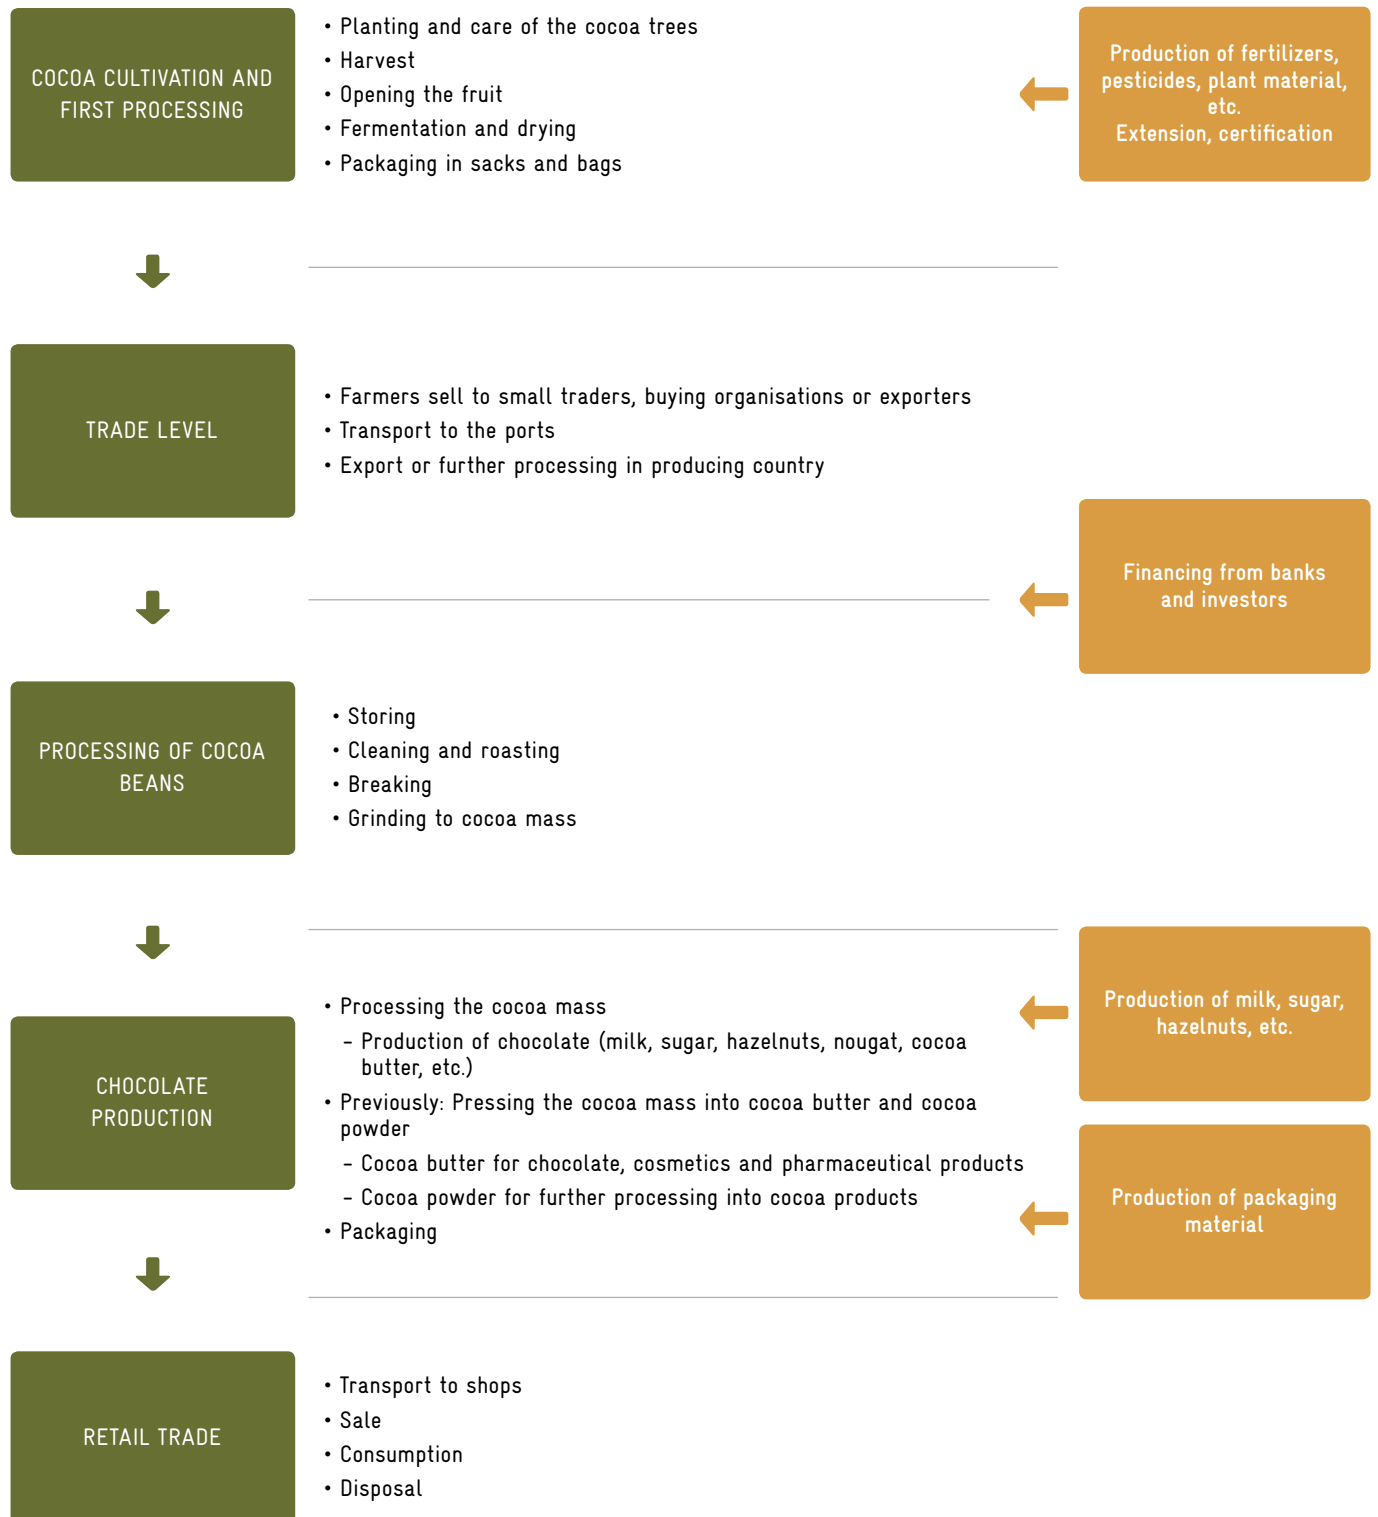 COCOA CULTIVATION AND
FIRST PROCESSING
• Planting and care of the cocoa trees
• Harvest
• Opening the fruit
• Fermentation and drying
• Packaging in sacks and bags
Production of fertilizers,
pesticides, plant material,
etc.
Extension, certification
TRADE LEVEL
• Farmers sell to small traders, buying organisations or exporters
• Transport to the ports
• Export or further processing in producing country
Financing from banks
and investors
PROCESSING OF COCOA
BEANS
• Storing
• Cleaning and roasting
• Breaking
• Grinding to cocoa mass
CHOCOLATE
PRODUCTION
• Processing the cocoa mass
– Production of chocolate (milk, sugar, hazelnuts, nougat, cocoa
butter, etc.)
• Previously: Pressing the cocoa mass into cocoa butter and cocoa
powder
– Cocoa butter for chocolate, cosmetics and pharmaceutical products
– Cocoa powder for further processing into cocoa products
• Packaging
Production of milk, sugar,
hazelnuts, etc.
Production of packaging
material
RETAIL TRADE
• Transport to shops
• Sale
• Consumption
• Disposal